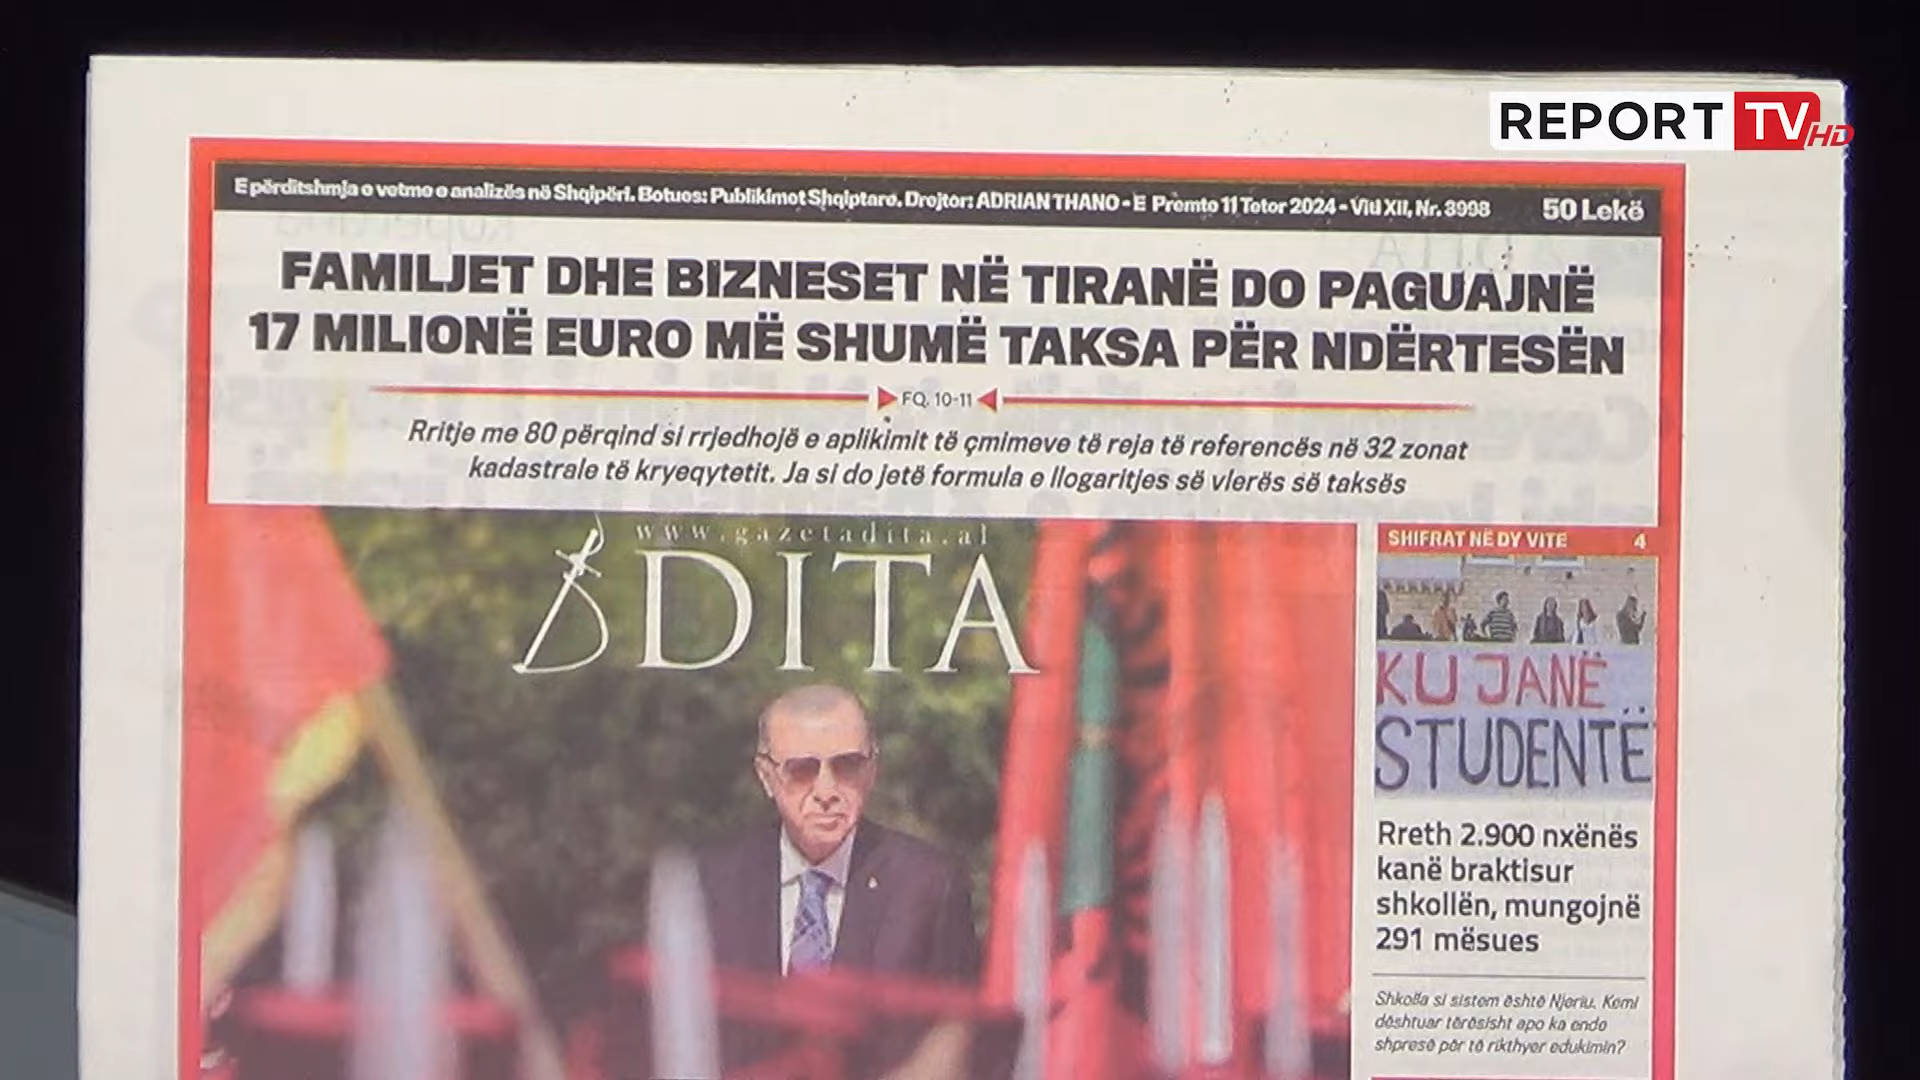 REPORT TV HD
E përditshmja e vetme e analizës në Shqipëri. Botues: Publikimet Shqiptare. Drejtor: ADRIAN THANO - E Premte 11 Tetor 2024 - Viti XII, Nr. 3998 50 Lekë
FAMILJET DHE BIZNESET NË TIRANË DO PAGUAJNË
17 MILIONË EURO MË SHUMË TAKSA PËR NDËRTESËN
FQ. 10-11
Rritje me 80 përqind si rrjedhojë e aplikimit të çmimeve të reja të referencës në 32 zonat
kadastrale të kryeqytetit. Ja si do jetë formula e llogaritjes së vlerës së taksës
www.gazetadita.al
DITA
SHIFRAT NË DY VITE 4
KU JANË
STUDENTË
Rreth 2.900 nxënës
kanë braktisur
shkollën, mungojnë
291 mësues
Shkolla si sistem është Njeriu. Kemi
dështuar tërësisht apo ka ende
shpresë për të rikthyer edukimin?